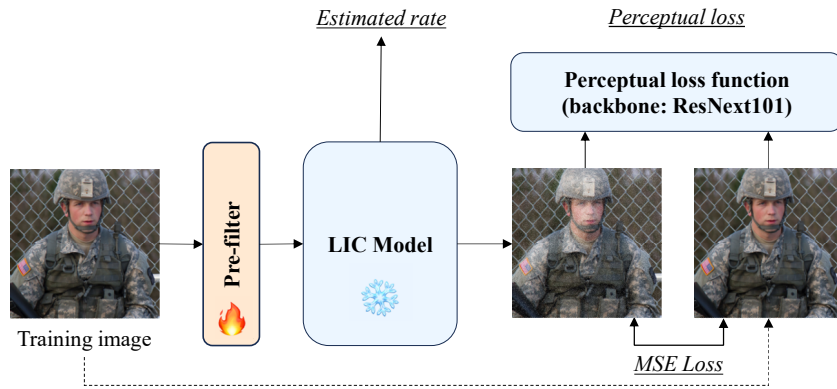 Estimated rate
Perceptual loss
Perceptual loss function
(backbone: ResNext101)
Pre-filter
LIC Model
Training image
MSE Loss